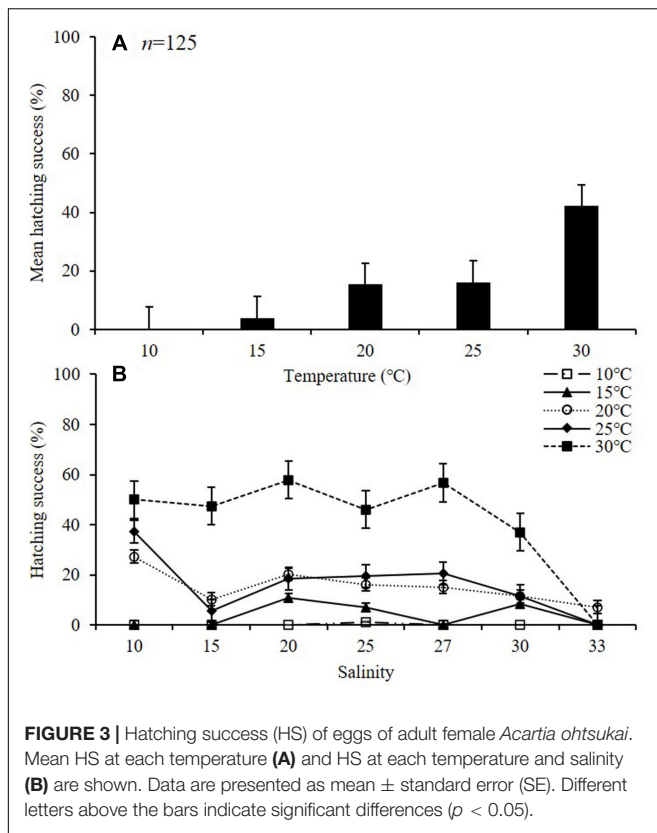 A n=125
Mean hatching success (%)
100
80
60
40
20
0
10 15 20 25 30
Temperature (℃)
B
Hatching success (%)
100
80
60
40
20
0
10℃
15℃
20℃
25℃
30℃
10 15 20 25 27 30 33
Salinity
FIGURE 3 | Hatching success (HS) of eggs of adult female Acartia ohtsukai.
Mean HS at each temperature (A) and HS at each temperature and salinity
(B) are shown. Data are presented as mean ± standard error (SE). Different
letters above the bars indicate significant differences (p < 0.05).